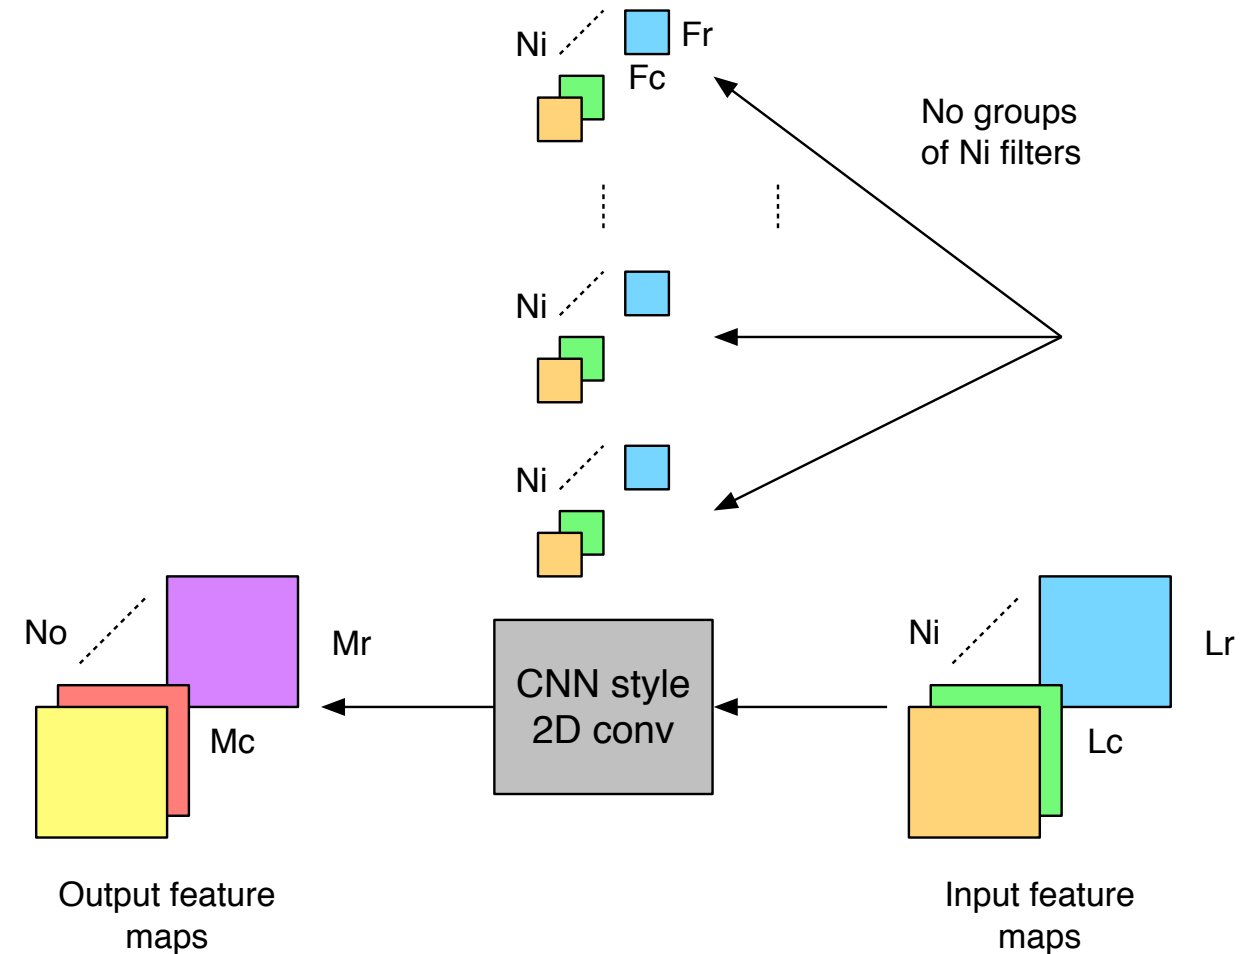 Ni
Fr
Fc
No groups
of Ni filters
Ni
Ni
No
Mr
Mc
CNN style
2D conv
Ni
Lr
Lc
Output feature
maps
Input feature
maps